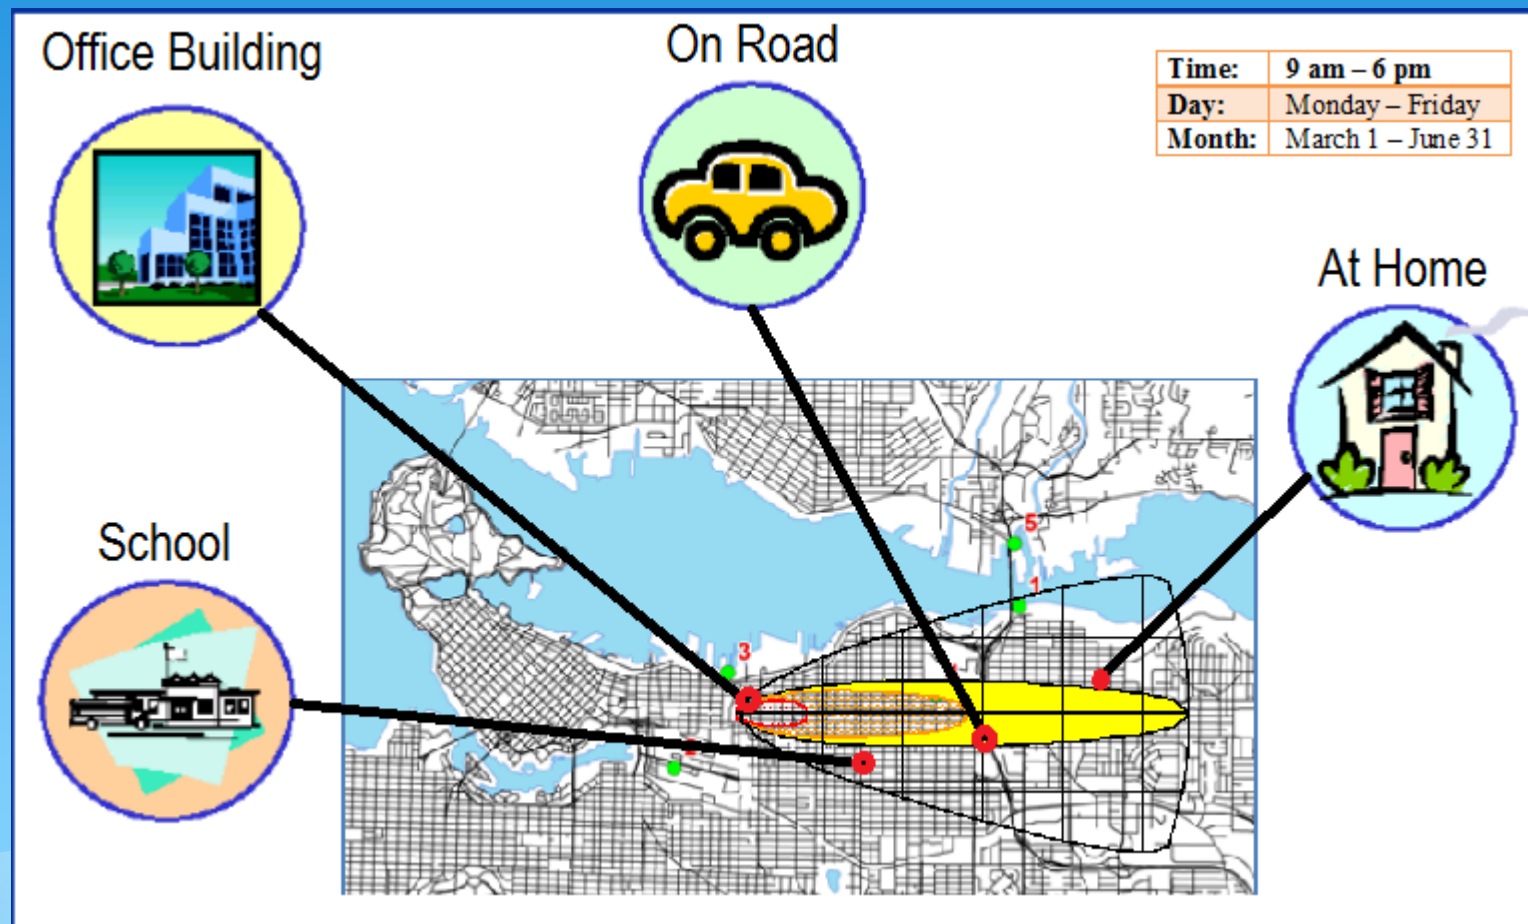 Office Building
On Road
Time: 9 am – 6 pm
Day: Monday – Friday
Month: March 1 – June 31
At Home
School
5
1
3